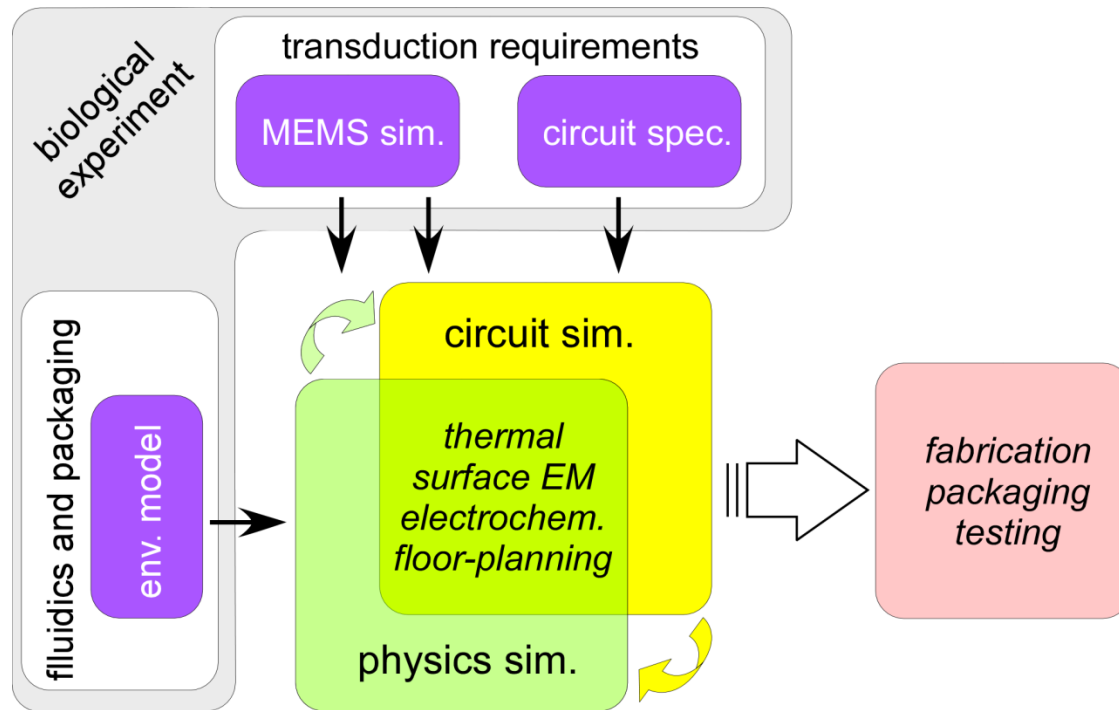 transduction requirements
biological
experiment
MEMS sim.
circuit spec.
flluidics and packaging
env. model
circuit sim.
thermal
surface EM
electrochem.
floor-planning
physics sim.
fabrication
packaging
testing